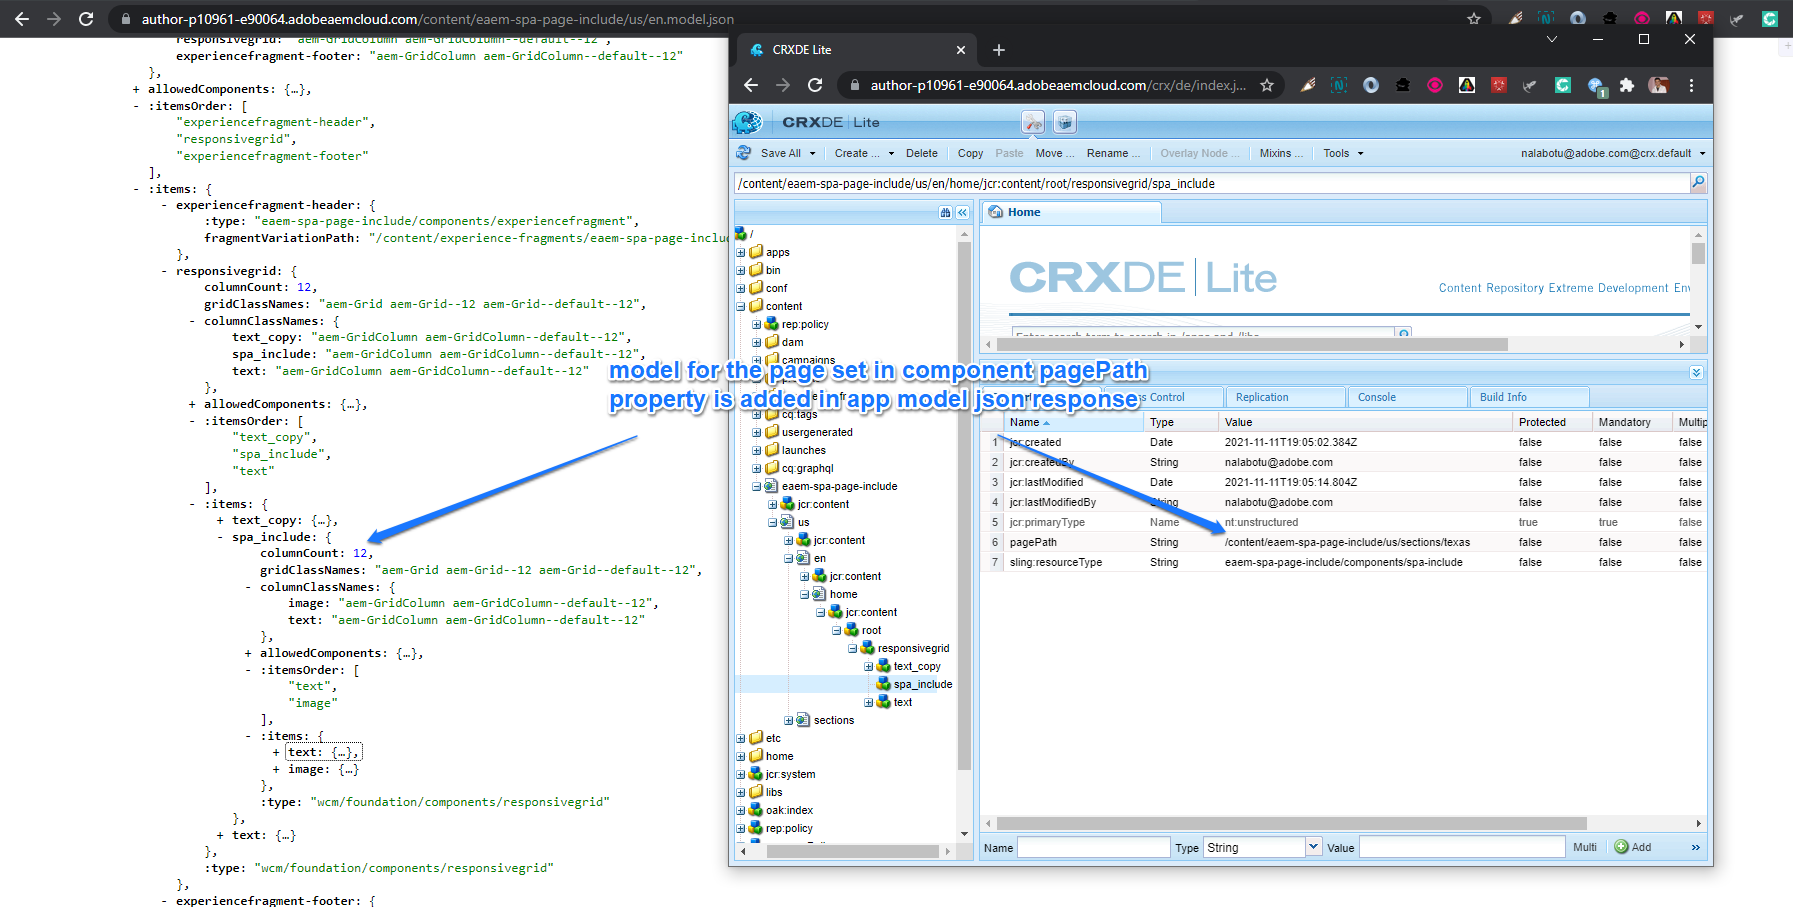 author-p10961-e90064.adobeaemcloud.com/content/eaem-spa-page-include/us/en.model.json
responsivegrid: "aem-GridColumn aem-GridColumn--default--12",
experiencefragment-footer: "aem-GridColumn aem-GridColumn--default--12"
},
+ allowedComponents: {…},
- :itemsOrder: [
"experiencefragment-header",
"responsivegrid",
"experiencefragment-footer"
],
- :items: {
- experiencefragment-header: {
:type: "eaem-spa-page-include/components/experiencefragment",
fragmentVariationPath: "/content/experience-fragments/eaem-spa-page-inclu
},
- responsivegrid: {
columnCount: 12,
gridClassNames: "aem-Grid aem-Grid--12 aem-Grid--default--12",
- columnClassNames: {
text_copy: "aem-GridColumn aem-GridColumn--default--12",
spa_include: "aem-GridColumn aem-GridColumn--default--12",
text: "aem-GridColumn aem-GridColumn--default--12"
},
+ allowedComponents: {…},
- :itemsOrder: [
"text_copy",
"spa_include",
"text"
],
- :items: {
+ text_copy: {…},
- spa_include: {
columnCount: 12,
gridClassNames: "aem-Grid aem-Grid--12 aem-Grid--default--12",
- columnClassNames: {
image: "aem-GridColumn aem-GridColumn--default--12",
text: "aem-GridColumn aem-GridColumn--default--12"
},
+ allowedComponents: {…},
- :itemsOrder: [
"text",
"image"
],
- :items: {
+ text: {…},
+ image: {…}
},
:type: "wcm/foundation/components/responsivegrid"
},
+ text: {…}
},
:type: "wcm/foundation/components/responsivegrid"
},
- experiencefragment-footer: {
model for the page set in component pagePath
property is added in app model json response
CRXDE Lite
author-p10961-e90064.adobeaemcloud.com/crx/de/index.j...
1
CRXDE | Lite
Save All Create ... Delete Copy Paste Move ... Rename ... Overlay Node ... Mixins ... Tools nalabotu@adobe.com@crx.default
/content/eaem-spa-page-include/us/en/home/jcr:content/root/responsivegrid/spa_include
/
apps
bin
conf
content
rep:policy
dam
campaigns
cq:tags
usergenerated
launches
cq:graphql
eaem-spa-page-include
jcr:content
us
jcr:content
en
jcr:content
home
jcr:content
root
responsivegrid
text_copy
spa_include
text
sections
etc
home
jcr:system
libs
oak:index
rep:policy
Home
CRXDE | Lite
Content Repository Extreme Development Env
Enter search term to search in /apps and /libs
Control Replication Console Build Info
Name Type Value Protected Mandatory Multip
1 jcr:created Date 2021-11-11T19:05:02.384Z false false false
2 jcr:createdBy String nalabotu@adobe.com false false false
3 jcr:lastModified Date 2021-11-11T19:05:14.804Z false false false
4 jcr:lastModifiedBy String nalabotu@adobe.com false false false
5 jcr:primaryType Name nt:unstructured true true false
6 pagePath String /content/eaem-spa-page-include/us/sections/texas false false false
7 sling:resourceType String eaem-spa-page-include/components/spa-include false false false
Name Type String Value Multi Add »